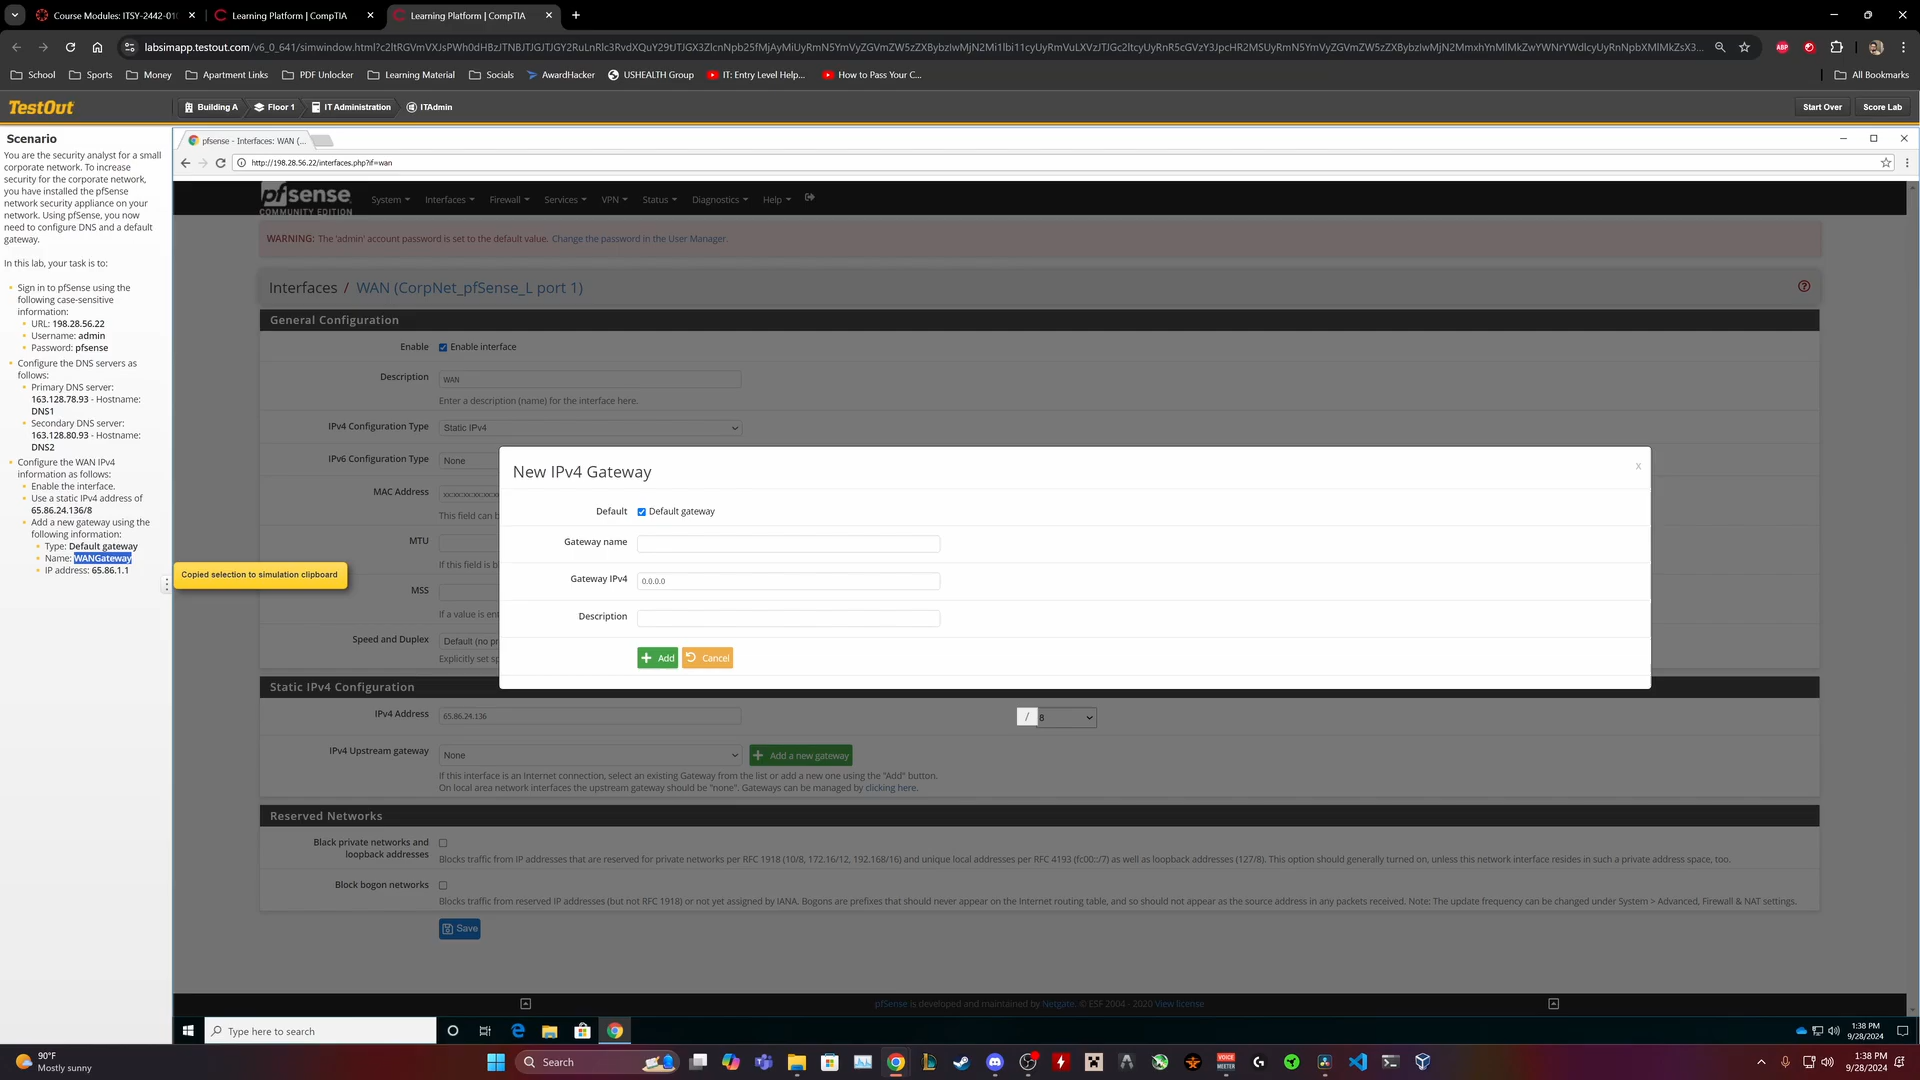 Course Modules: ITSY-2442-010
Learning Platform | CompTIA
Learning Platform | CompTIA
School
Sports
Money
Apartment Links
PDF Unlocker
Learning Material
Socials
AwardHacker
USHEALTH Group
IT: Entry Level Help...
How to Pass Your C...
All Bookmarks
TestOut
Building A
Floor 1
IT Administration
ITAdmin
Start Over
Score Lab
Scenario
You are the security analyst for a small
corporate network. To increase
security for the corporate network,
you have installed the pfSense
network security appliance on your
network. Using pfSense, you now
need to configure DNS and a default
gateway.
In this lab, your task is to:
Sign in to pfSense using the
following case-sensitive
information:
URL: 198.28.56.22
Username: admin
Password: pfsense
Configure the DNS servers as
follows:
Primary DNS server:
163.128.78.93 - Hostname:
DNS1
Secondary DNS server:
163.128.80.93 - Hostname:
DNS2
Configure the WAN IPv4
information as follows:
Enable the interface.
Use a static IPv4 address of
65.86.24.136/8
Add a new gateway using the
following information:
Type: Default gateway
Name: WANGateway
IP address: 65.86.1.1
Copied selection to simulation clipboard
pfsense - Interfaces: WAN (...
http://198.28.56.22/interfaces.php?if=wan
pfsense
COMMUNITY EDITION
System
Interfaces
Firewall
Services
VPN
Status
Diagnostics
Help
WARNING: The 'admin' account password is set to the default value. Change the password in the User Manager.
Interfaces / WAN (CorpNet_pfSense_L port 1)
General Configuration
Enable
Enable interface
Description
WAN
Enter a description (name) for the interface here.
IPv4 Configuration Type
Static IPv4
IPv6 Configuration Type
None
MAC Address
xx:xx:xx:xx:xx:
This field can b
MTU
If this field is b
MSS
If a value is ent
Speed and Duplex
Default (no pr
Explicitly set sp
New IPv4 Gateway
x
Default
Default gateway
Gateway name
Gateway IPv4
0.0.0.0
Description
Add
Cancel
Static IPv4 Configuration
IPv4 Address
65.86.24.136
/
8
IPv4 Upstream gateway
None
Add a new gateway
If this interface is an Internet connection, select an existing Gateway from the list or add a new one using the "Add" button.
On local area network interfaces the upstream gateway should be "none". Gateways can be managed by clicking here.
Reserved Networks
Black private networks and
loopback addresses
Blocks traffic from IP addresses that are reserved for private networks per RFC 1918 (10/8, 172.16/12, 192.168/16) and unique local addresses per RFC 4193 (fc00::/7) as well as loopback addresses (127/8). This option should generally turned on, unless this network interface resides in such a private address space, too.
Block bogon networks
Blocks traffic from reserved IP addresses (but not RFC 1918) or not yet assigned by IANA. Bogons are prefixes that should never appear on the Internet routing table, and so should not appear as the source address in any packets received. Note: The update frequency can be changed under System > Advanced, Firewall & NAT settings.
Save
pfSense is developed and maintained by Netgate. © ESF 2004 - 2020 View license
Type here to search
1:38 PM
9/28/2024
90°F
Mostly sunny
Search
1:38 PM
9/28/2024